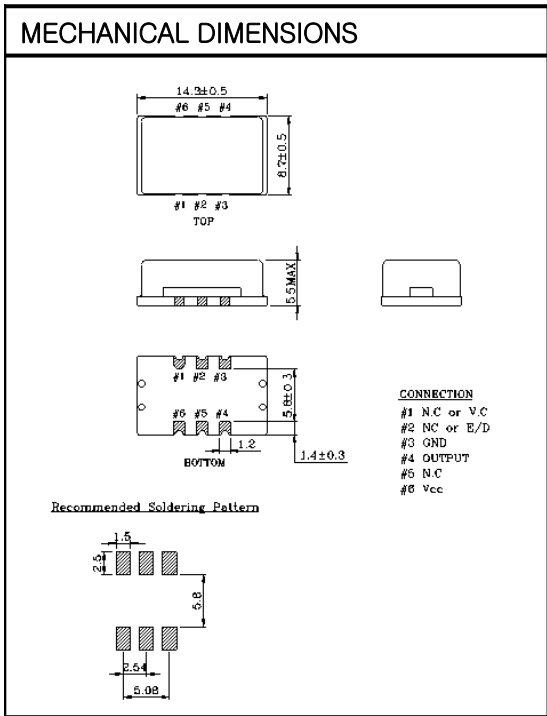 MECHANICAL DIMENSIONS
14.3±0.5
#6 #5 #4
8.7±0.5
#1 #2 #3
TOP
5.5MAX
#1 #2 #3
5.8±0.3
#6 #5 #4
1.2
1.4±0.3
BOTTOM
CONNECTION
#1 N.C or V.C
#2 NC or E/D
#3 GND
#4 OUTPUT
#5 N.C
#6 Vcc
Recommended Soldering Pattern
1.5
2.5
5.8
2.54
5.08